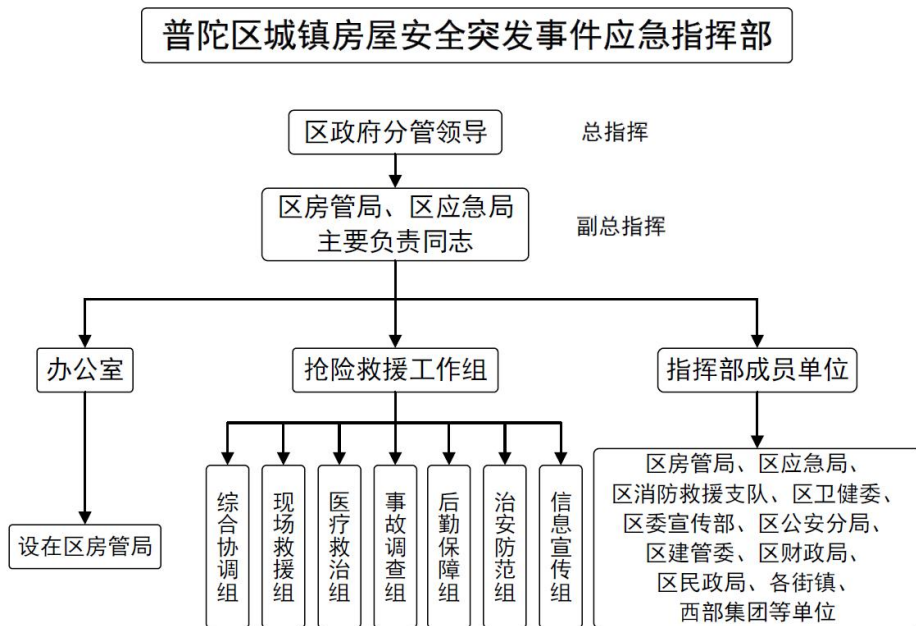 普陀区城镇房屋安全突发事件应急指挥部
区政府分管领导
总指挥
区房管局、区应急局
主要负责同志
副总指挥
办公室
抢险救援工作组
指挥部成员单位
设在区房管局
综合协调组
现场救援组
医疗救治组
事故调查组
后勤保障组
治安防范组
信息宣传组
区房管局、区应急局、
区消防救援支队、区卫健委、
区委宣传部、区公安分局、
区建管委、区财政局、
区民政局、各街镇、
西部集团等单位